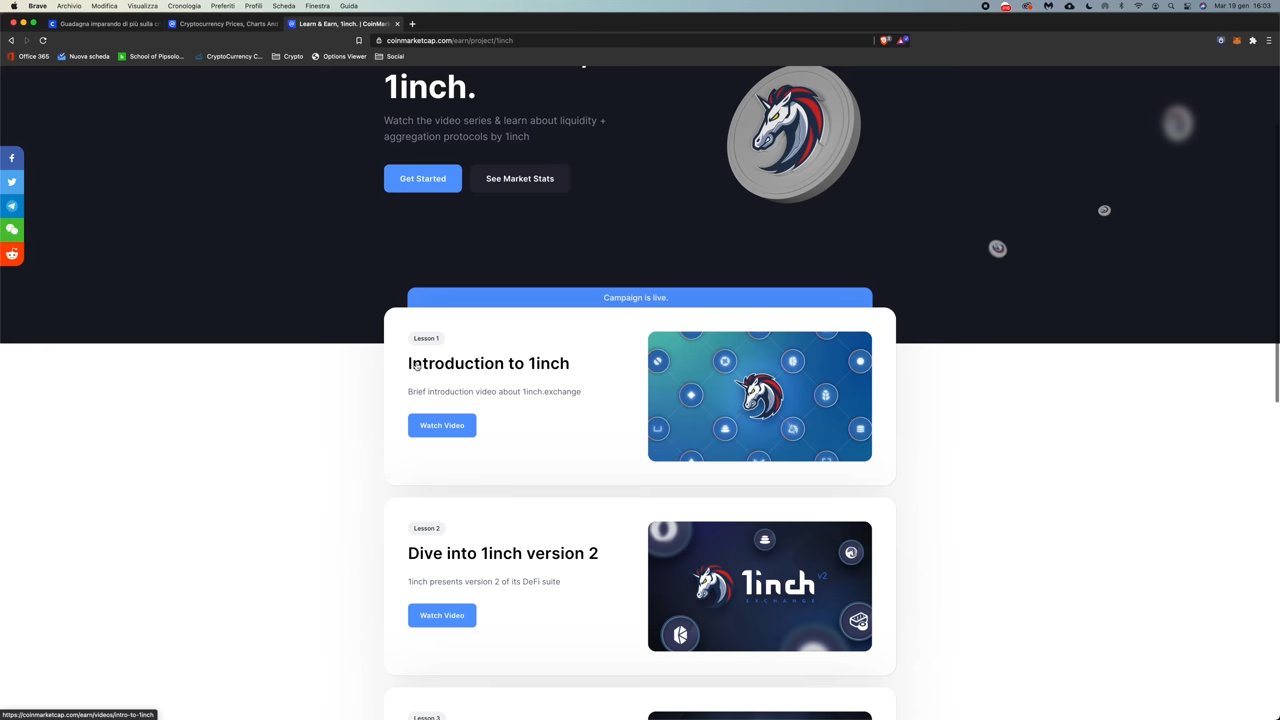 Brave Archivio Modifica Visualizza Cronologia Preferiti Profili Scheda Finestra Guida Mar 19 gen 16:03
Guadagna imparando di più sulla c Cryptocurrency Prices, Charts And Learn & Earn, 1inch. | CoinMar
coinmarketcap.com/earn/project/1inch
Office 365 Nuova scheda School of Pipsolo... CryptoCurrency C... Crypto Options Viewer Social
1inch.
Watch the video series & learn about liquidity +
aggregation protocols by 1inch
Get Started See Market Stats
Campaign is live.
Lesson 1
Introduction to 1inch
Brief introduction video about 1inch.exchange
Watch Video
Lesson 2
Dive into 1inch version 2
1inch presents version 2 of its DeFi suite
Watch Video
1inch v2
EXCHANGE
Lesson 3
https://coinmarketcap.com/earn/videos/intro-to-1inch